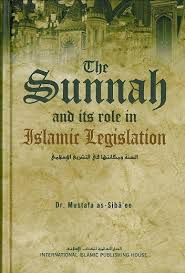 The
Sunnah
and its role in
Islamic Legislation
السنة ومكانتها في التشريع الإسلامي
Dr. Mustafa as-Sibâ'ee
INTERNATIONAL ISLAMIC PUBLISHING HOUSE